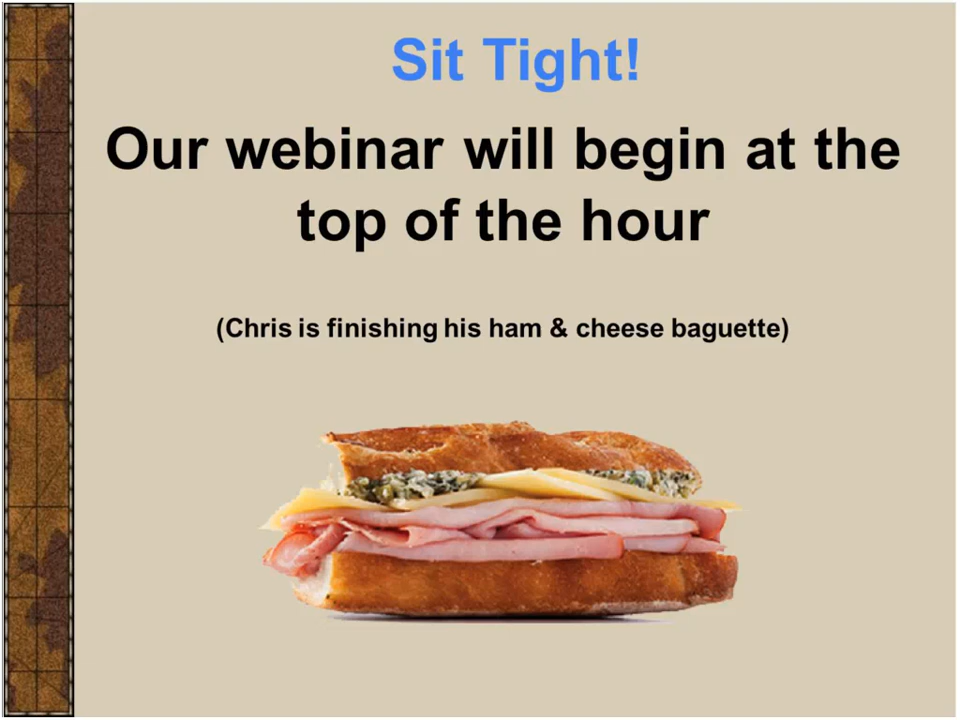 Sit Tight!
Our webinar will begin at the
top of the hour
(Chris is finishing his ham & cheese baguette)